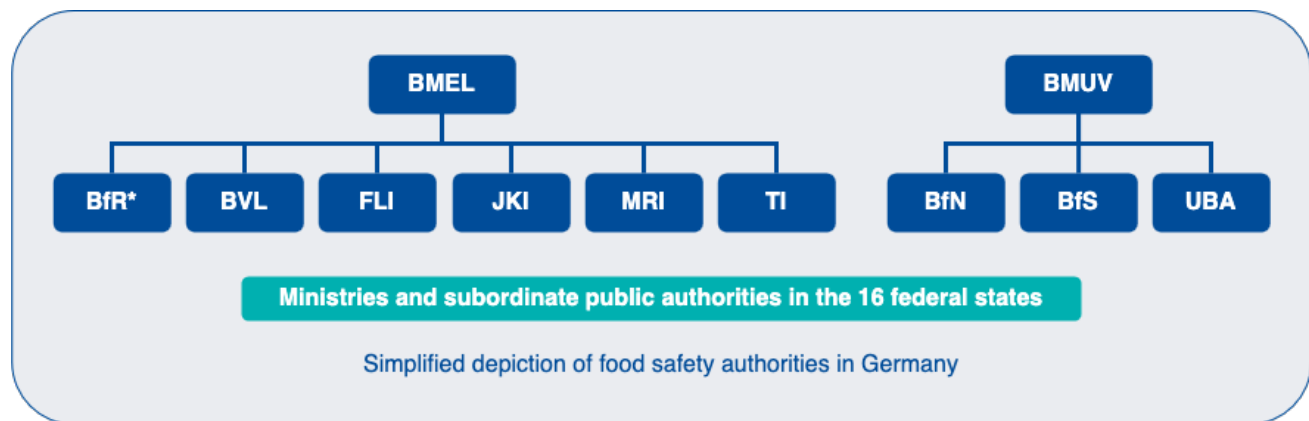 BMEL BMUV
BfR* BVL FLI JKI MRI TI BfN BfS UBA
Ministries and subordinate public authorities in the 16 federal states
Simplified depiction of food safety authorities in Germany